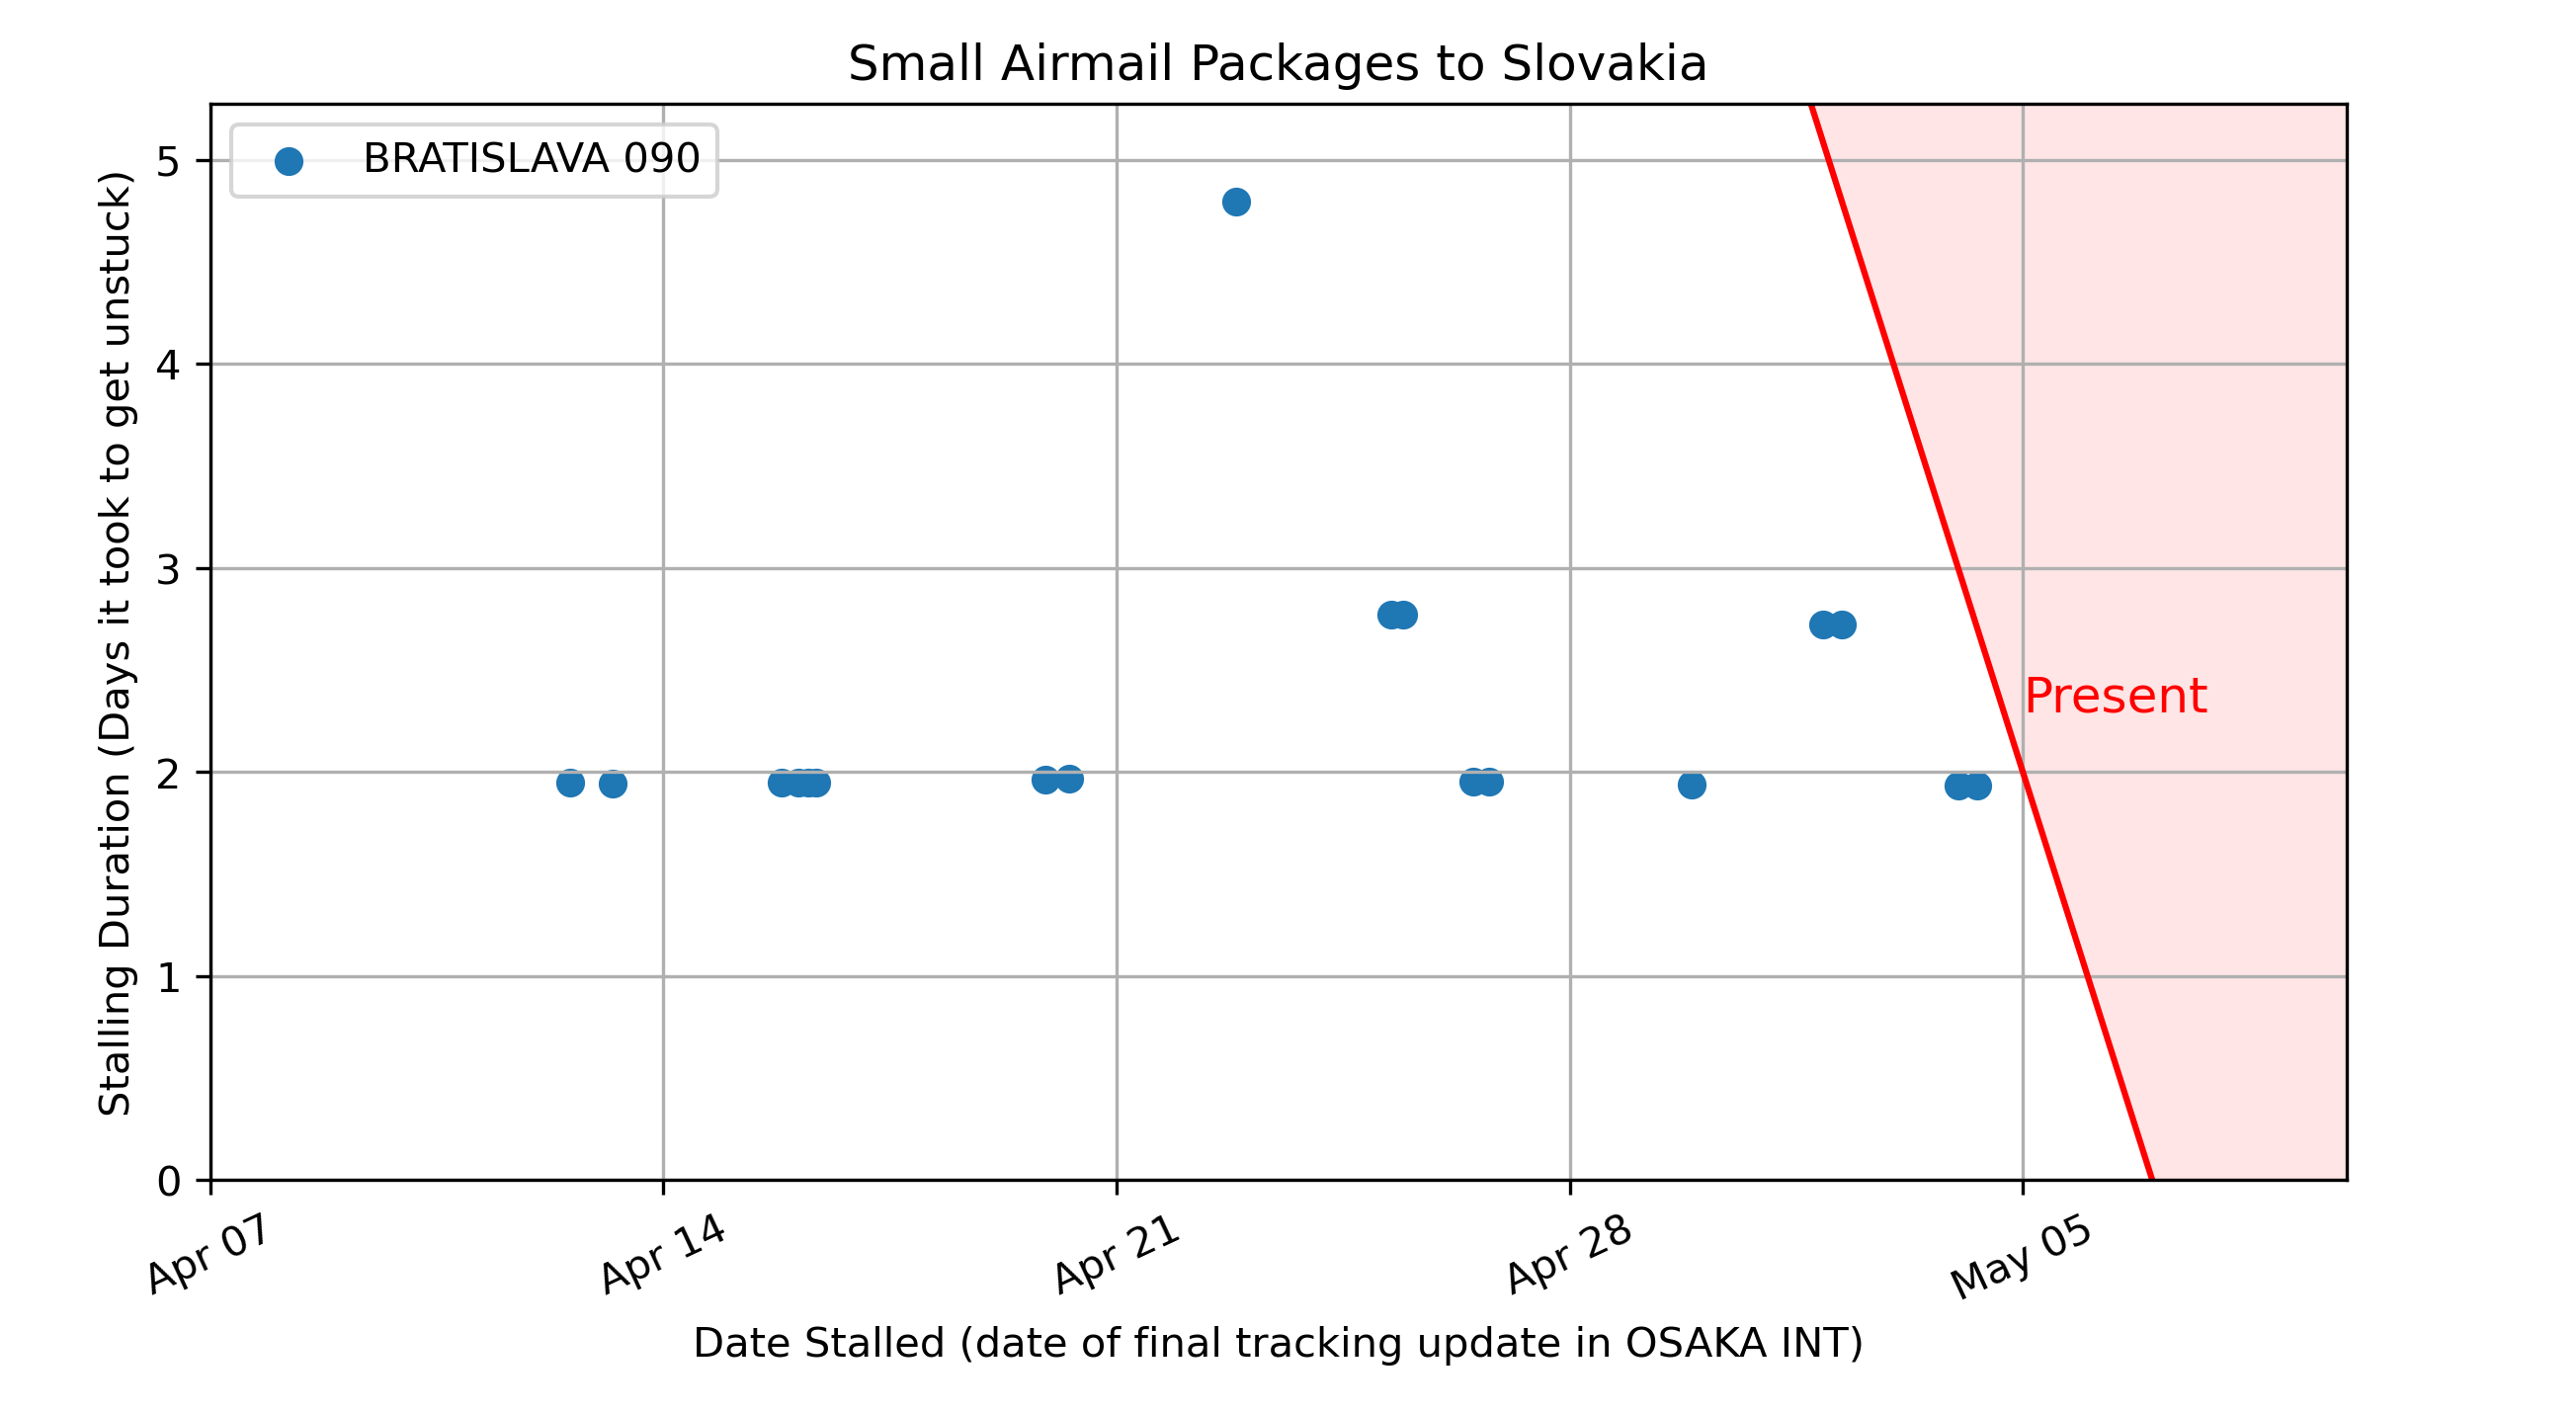 Small Airmail Packages to Slovakia
BRATISLAVA 090
Stalling Duration (Days it took to get unstuck)
5
4
3
2
1
0
Present
Apr 07
Apr 14
Apr 21
Apr 28
May 05
Date Stalled (date of final tracking update in OSAKA INT)